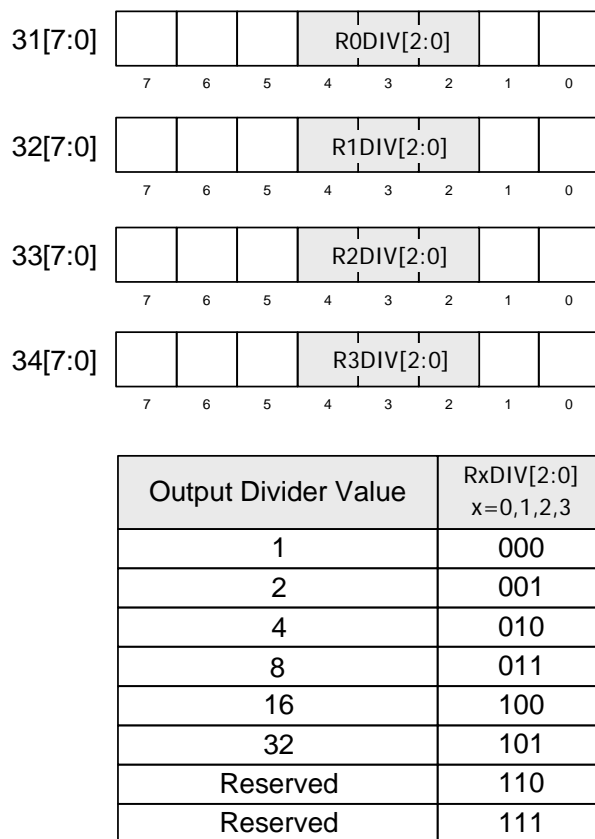 31[7:0] R0DIV[2:0]
7 6 5 4 3 2 1 0
32[7:0] R1DIV[2:0]
7 6 5 4 3 2 1 0
33[7:0] R2DIV[2:0]
7 6 5 4 3 2 1 0
34[7:0] R3DIV[2:0]
7 6 5 4 3 2 1 0
Output Divider Value RxDIV[2:0]
x=0,1,2,3
1 000
2 001
4 010
8 011
16 100
32 101
Reserved 110
Reserved 111